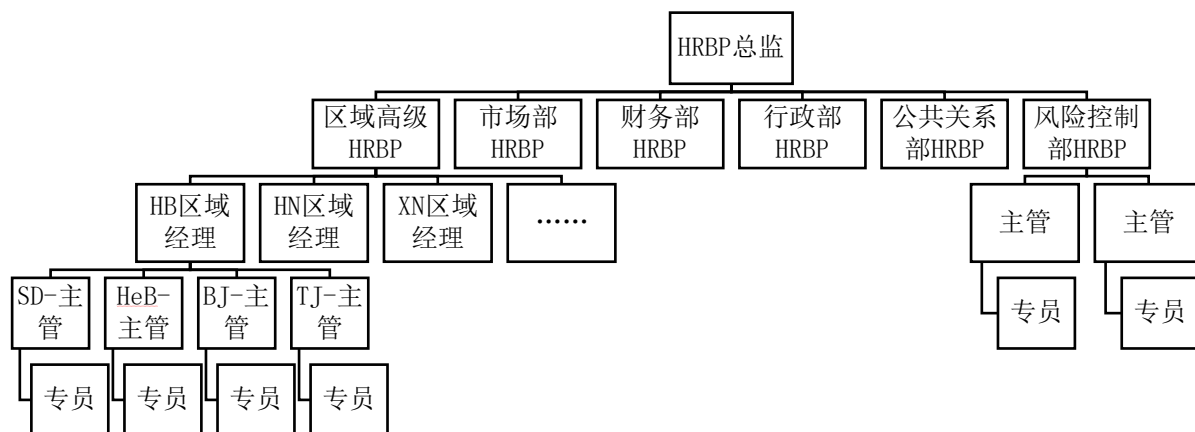 HRBP总监
区域高级
HRBP
市场部
HRBP
财务部
HRBP
行政部
HRBP
公共关系
部HRBP
风险控制
部HRBP
HB区域
经理
HN区域
经理
XN区域
经理
……
主管
主管
SD-主
管
HeB-
主管
BJ-主
管
TJ-主
管
专员
专员
专员
专员
专员
专员